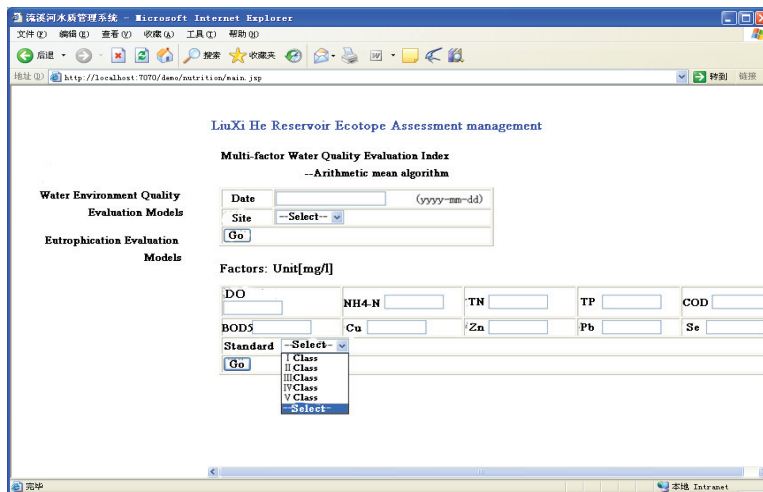 流溪河水质管理系统 - Microsoft Internet Explorer
文件(F) 编辑(E) 查看(V) 收藏(A) 工具(T) 帮助(H)
后退 搜索 收藏夹
地址(D) http://localhost:7070/demo/nutrition/main.jsp 转到 链接
LiuXi He Reservoir Ecotope Assessment management
Multi-factor Water Quality Evaluation Index
--Arithmetic mean algorithm
Water Environment Quality
Evaluation Models
Eutrophication Evaluation
Models
Date (yyyy-mm-dd)
Site --Select--
Go
Factors: Unit[mg/l]
DO NH4-N TN TP COD
BOD5 Cu Zn Pb Se
Standard --Select--
Go
I Class
II Class
III Class
IV Class
V Class
--Select--
完毕 本地 Intranet